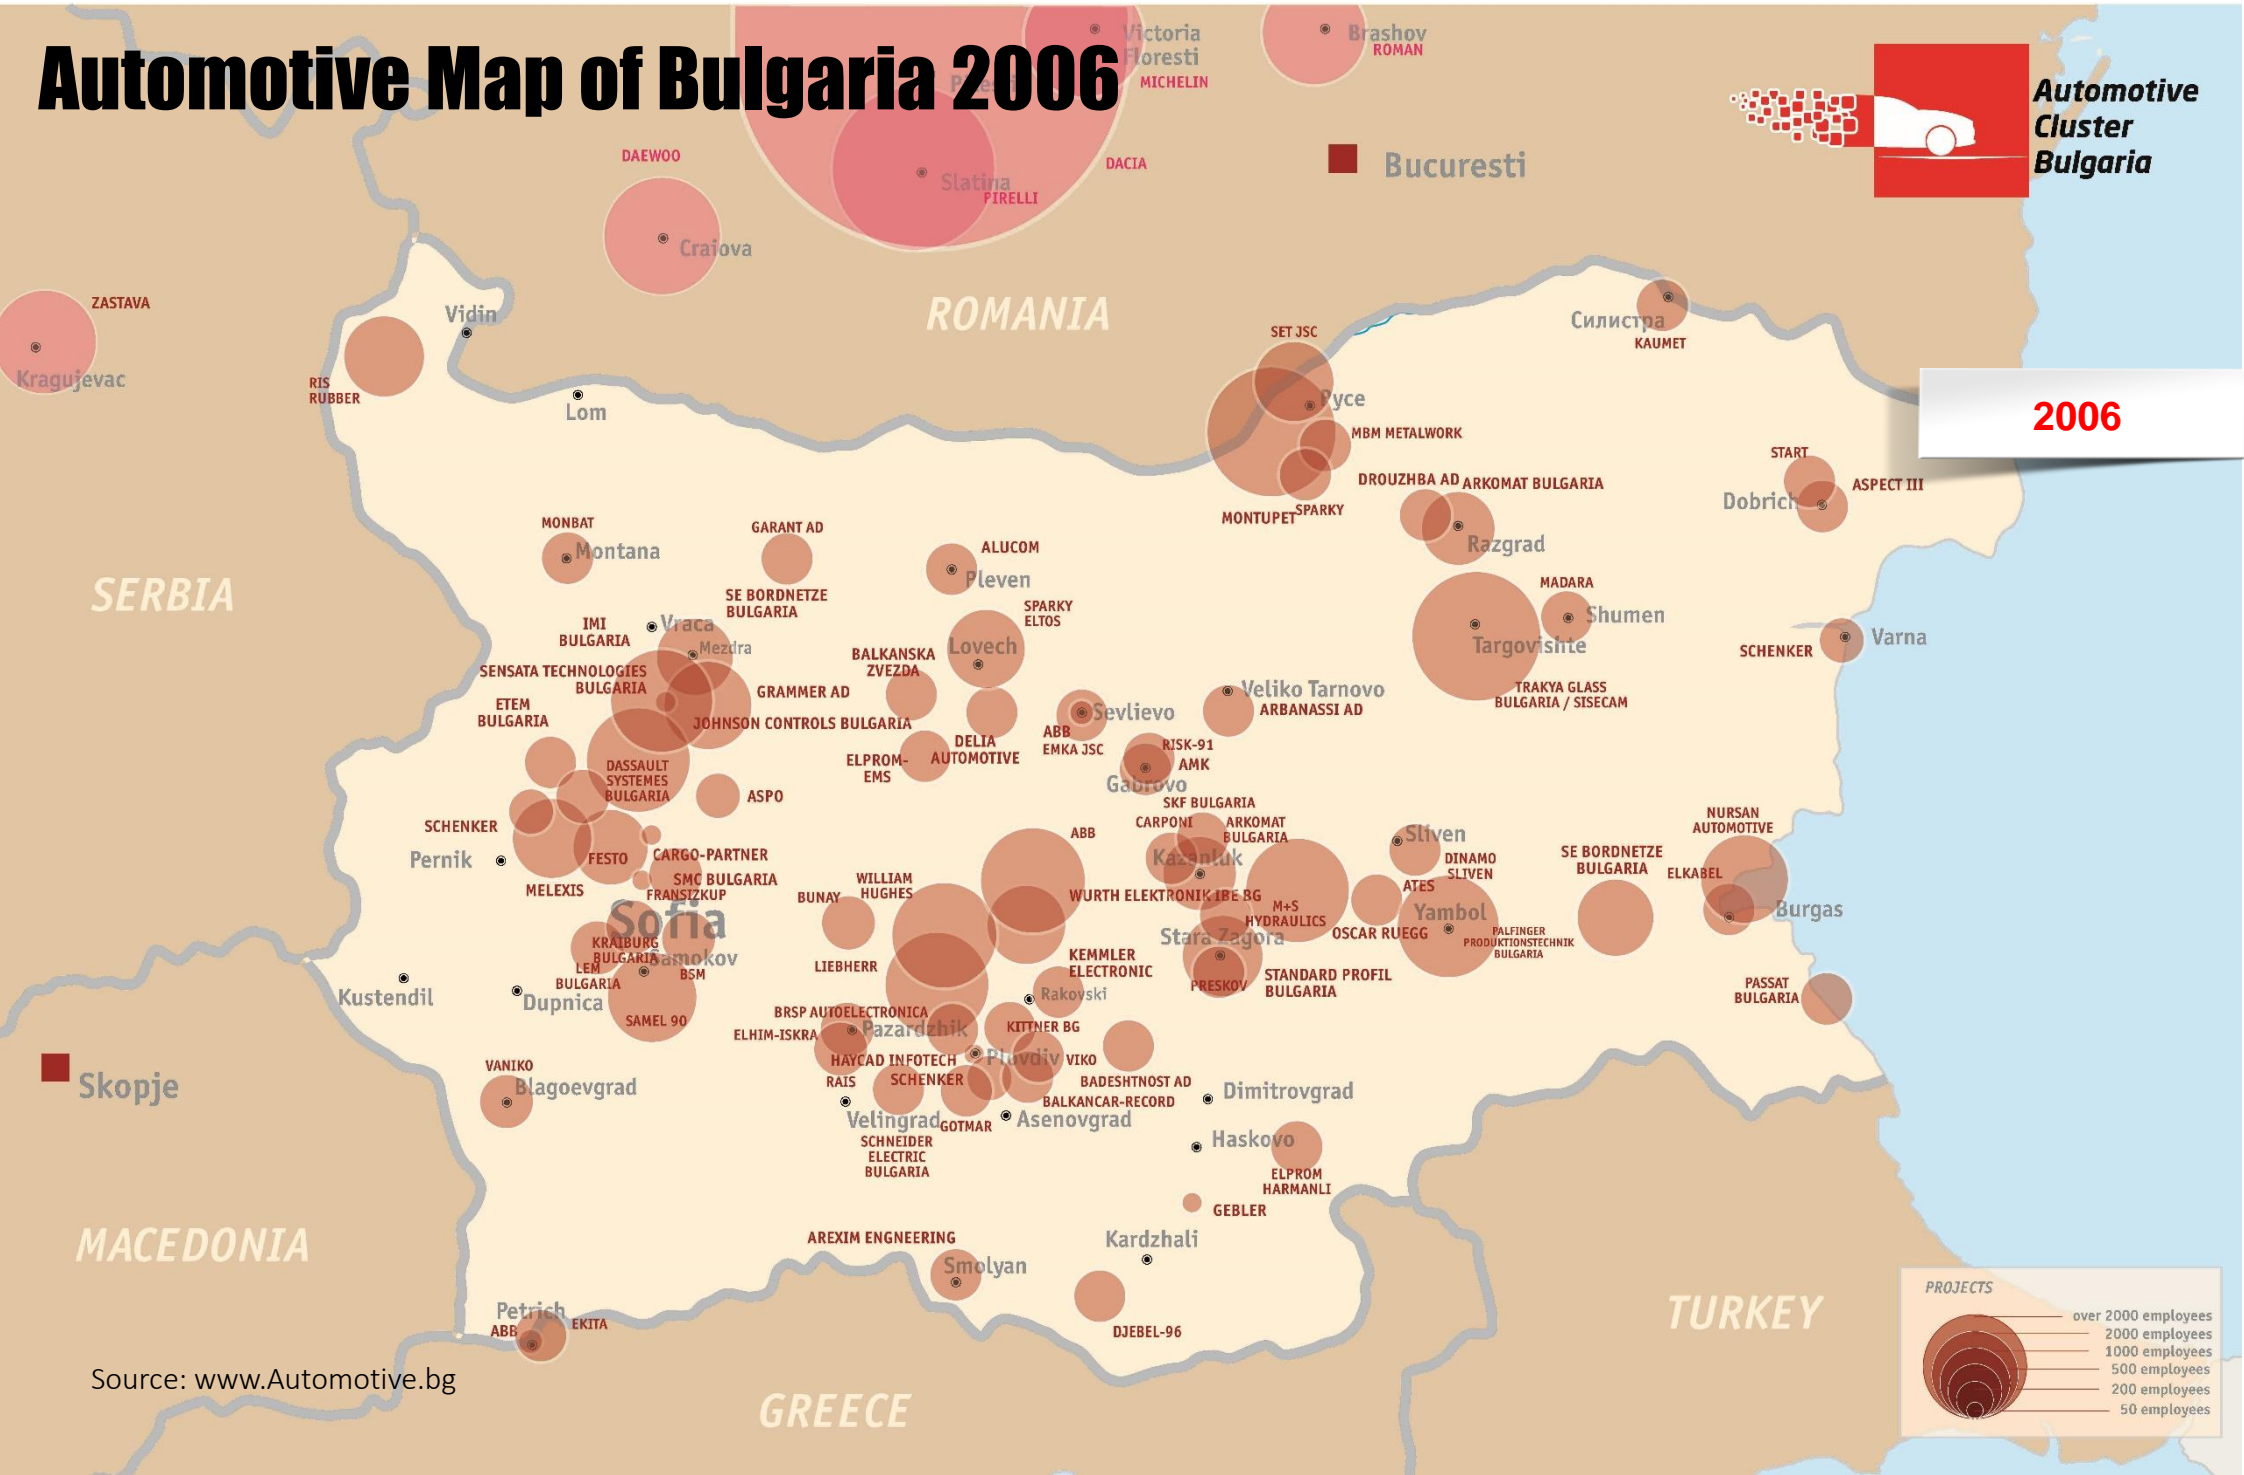 Automotive Map of Bulgaria 2006
Victoria
Floresti
MICHELIN
Brashov
ROMAN
Automotive
Cluster
Bulgaria
DAEWOO
DACIA
Bucuresti
Slatina
PIRELLI
Craiova
ZASTAVA
Kragujevac
ROMANIA
Vidin
RIS
RUBBER
Lom
SET JSC
Pyce
MBM METALWORK
Силистра
KAUMET
2006
DROUZHBA AD
ARKOMAT BULGARIA
MONTUPET
SPARKY
Razgrad
START
Dobrich
ASPECT III
MONBAT
Montana
GARANT AD
ALUCOM
Pleven
SERBIA
SE BORDNETZE
BULGARIA
SPARKY
ELTOS
MADARA
Shumen
IMI
BULGARIA
Vraca
Mezdra
Lovech
Targovishte
SCHENKER
Varna
BALKANSKA
ZVEZDA
SENSATA TECHNOLOGIES
BULGARIA
GRAMMER AD
TRAKYA GLASS
BULGARIA / SISECAM
ETEM
BULGARIA
JOHNSON CONTROLS BULGARIA
Sevlievo
Veliko Tarnovo
ARBANASSI AD
ABB
EMKA JSC
DELIA
AUTOMOTIVE
ELPROM-
EMS
RISK-91
AMK
Gabrovo
DASSAULT
SYSTEMES
BULGARIA
ASPO
SKF BULGARIA
CARPONI
ARKOMAT
BULGARIA
NURSAN
AUTOMOTIVE
SCHENKER
Pernik
FESTO
CARGO-PARTNER
ABB
Kazanluk
Sliven
DINAMO
SLIVEN
SE BORDNETZE
BULGARIA
ELKABEL
MELEXIS
SMC BULGARIA
FRANSIZKUP
BUNAY
WILLIAM
HUGHES
WURTH ELEKTRONIK IBE BG
ATES
M+S
HYDRAULICS
Yambol
Burgas
Sofia
Stara Zagora
OSCAR RUEGG
PALFINGER
PRODUKTIONSTECHNIK
BULGARIA
KRAIBURG
BULGARIA
Samokov
LEM
BULGARIA
BSM
LIEBHERR
KEMMLER
ELECTRONIC
PRESKOV
STANDARD PROFIL
BULGARIA
PASSAT
BULGARIA
Kustendil
Dupnica
Rakovski
SAMEL 90
BRSP AUTOELECTRONICA
ELHIM-ISKRA
Pazardzhik
KITTNER BG
HAYCAD INFOTECH
Plovdiv
VIKO
Skopje
VANIKO
Blagoevgrad
RAIS
SCHENKER
BADESHTNOST AD
BALKANCAR-RECORD
Dimitrovgrad
Velingrad
GOTMAR
Asenovgrad
SCHNEIDER
ELECTRIC
BULGARIA
Haskovo
ELPROM
HARMANLI
GEBLER
MACEDONIA
AREXIM ENGNEERING
Smolyan
Kardzhali
DJEBEL-96
Petrich
ABB
EKITA
TURKEY
PROJECTS
over 2000 employees
2000 employees
1000 employees
500 employees
200 employees
50 employees
Source: www.Automotive.bg
GREECE